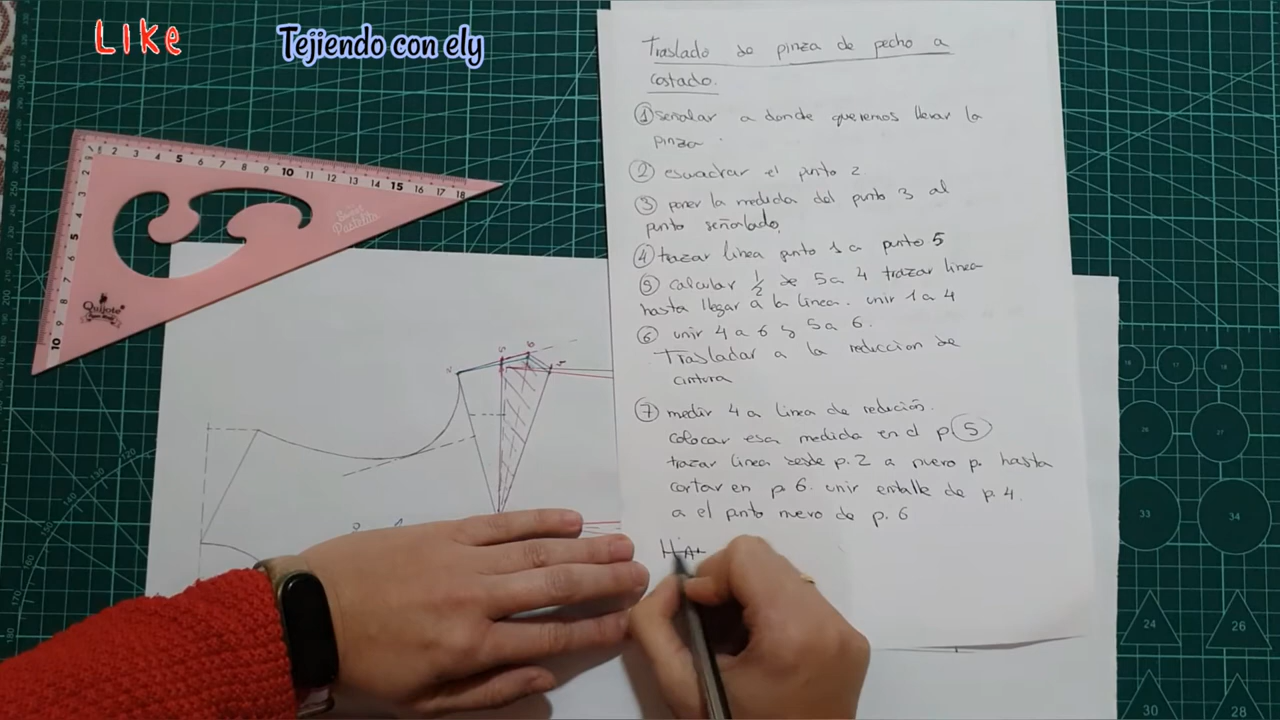 Like
Tejiendo con ely
Traslado de pinza de pecho a
costado.
① señalar a donde queremos llevar la
pinza.
② escuadrar el punto 2.
③ poner la medida del punto 3 al
punto señalado,
④ trazar linea punto 1 a punto 5
⑤ calcular 1/2 de 5 a 4 trazar linea
hasta llegar a la linea. unir 1 a 4
⑥ unir 4 a 6 y 5 a 6.
Trasladar a la reduccion de
cintura
⑦ medir 4 a linea de redución.
colocar esa medida en el p ⑤
trazar linea desde p. 2 a nuevo p. hasta
cortar en p 6. unir entalle de p. 4.
a el punto nuevo de p. 6
Sweet
Pastelito
Quijote